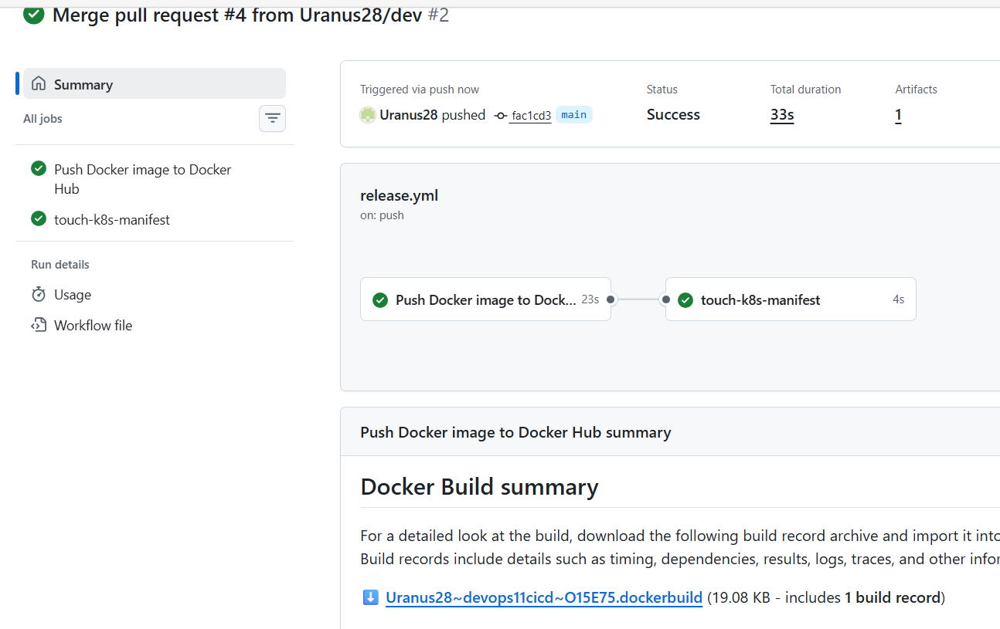 Merge pull request #4 from Uranus28/dev #2
Summary
All jobs
Push Docker image to Docker
Hub
touch-k8s-manifest
Run details
Usage
Workflow file
Triggered via push now
Uranus28 pushed fac1cd3 main
Status
Success
Total duration
33s
Artifacts
1
release.yml
on: push
Push Docker image to Dock... 23s
touch-k8s-manifest 4s
Push Docker image to Docker Hub summary
Docker Build summary
For a detailed look at the build, download the following build record archive and import it into
Build records include details such as timing, dependencies, results, logs, traces, and other infor
Uranus28~devops11cicd~O15E75.dockerbuild (19.08 KB - includes 1 build record)